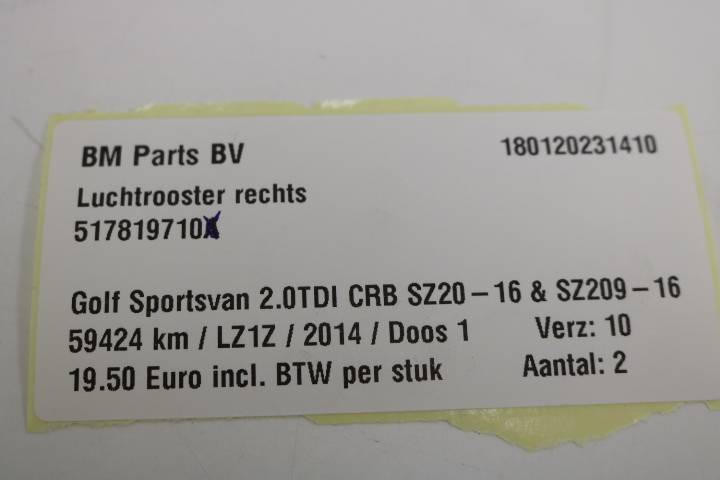 BM Parts BV 180120231410
Luchtrooster rechts
517819710
Golf Sportsvan 2.0TDI CRB SZ20-16 & SZ209-16
59424 km / LZ1Z / 2014 / Doos 1 Verz: 10
19.50 Euro incl. BTW per stuk Aantal: 2